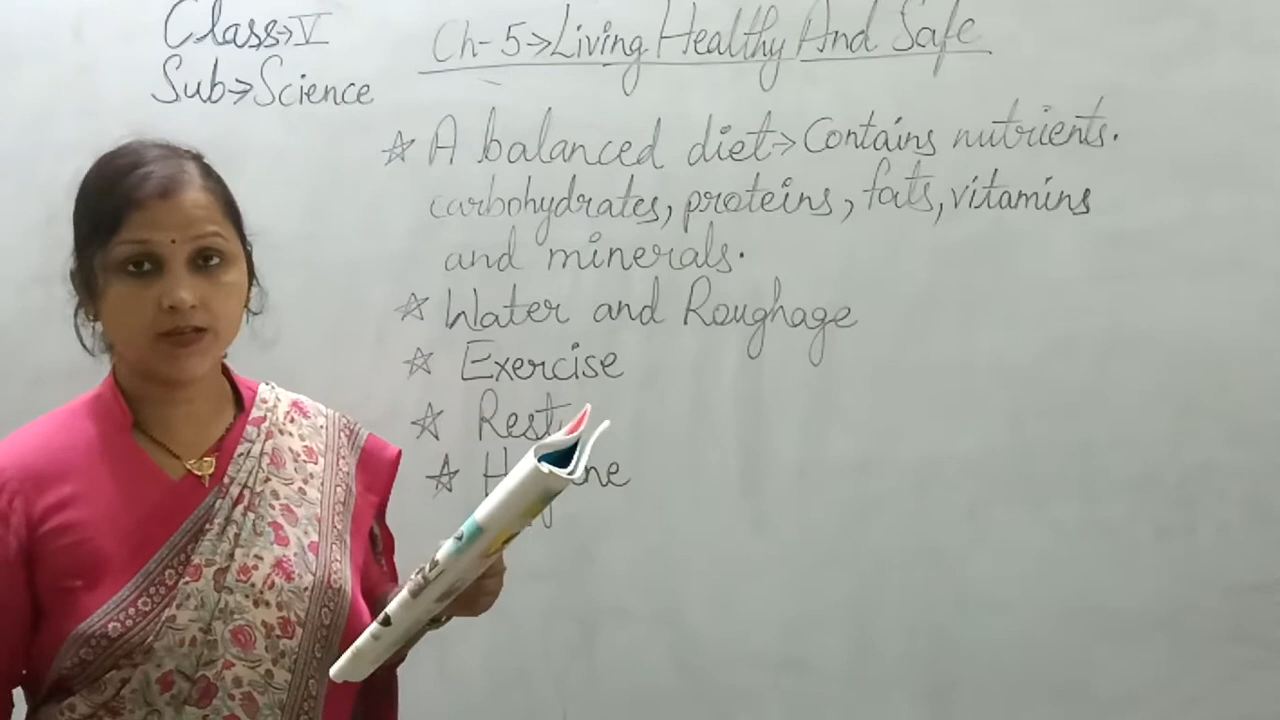 Class→V
Sub→Science
Ch-5→Living Healthy And Safe
☆ A balanced diet→Contains nutrients.
carbohydrates, proteins, fats, vitamins
and minerals.
☆ Water and Roughage
☆ Exercise
☆ Rest
☆